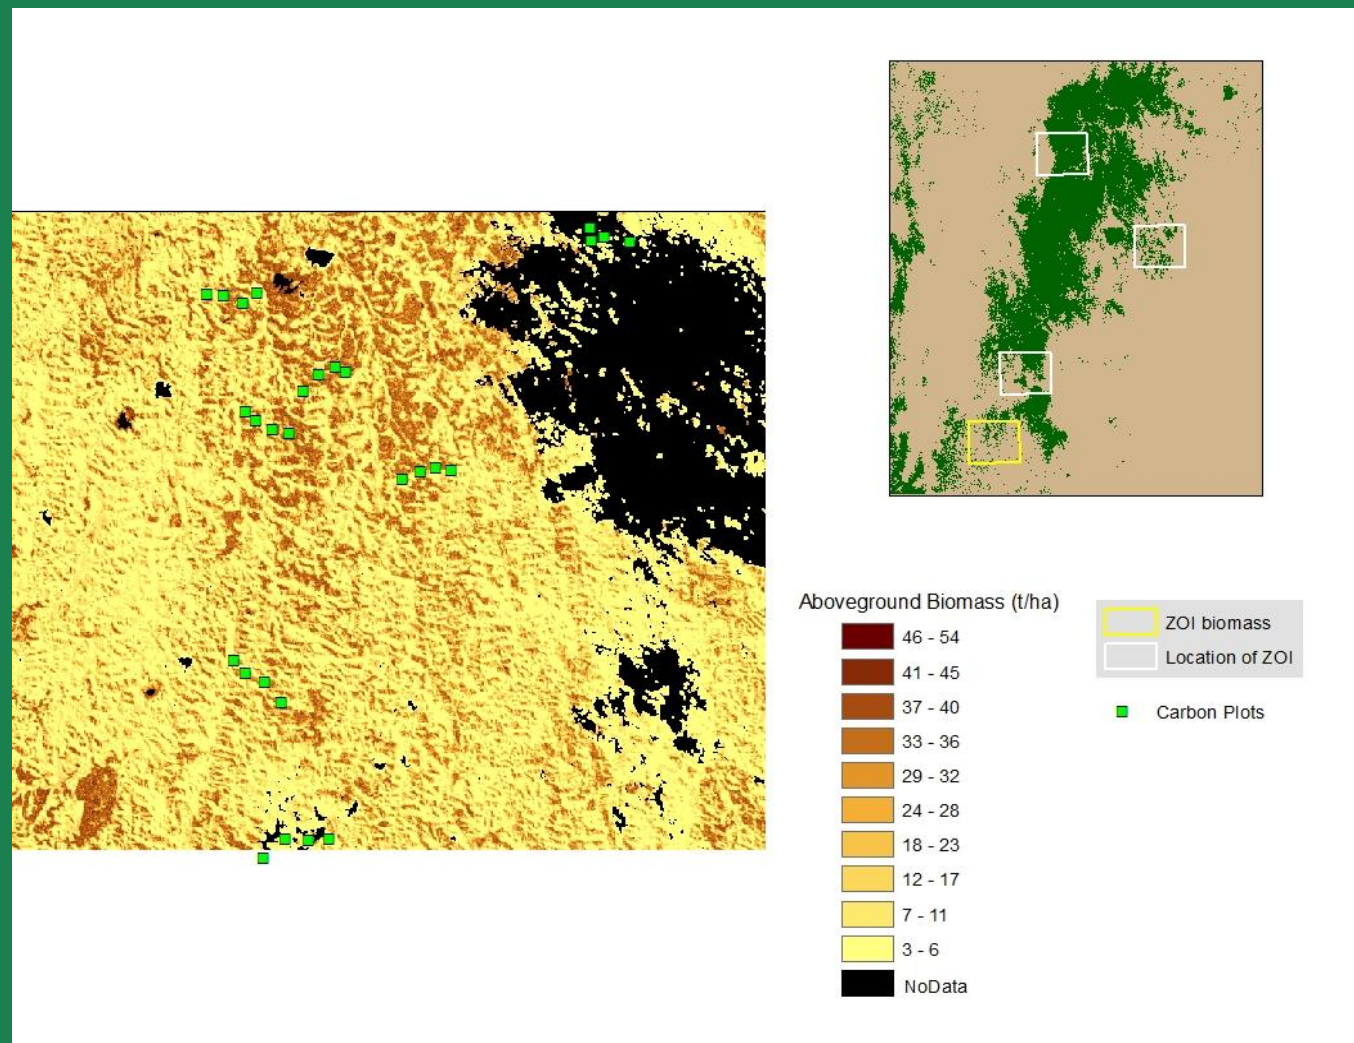 Aboveground Biomass (t/ha)
46 - 54
41 - 45
37 - 40
33 - 36
29 - 32
24 - 28
18 - 23
12 - 17
7 - 11
3 - 6
NoData
ZOI biomass
Location of ZOI
Carbon Plots